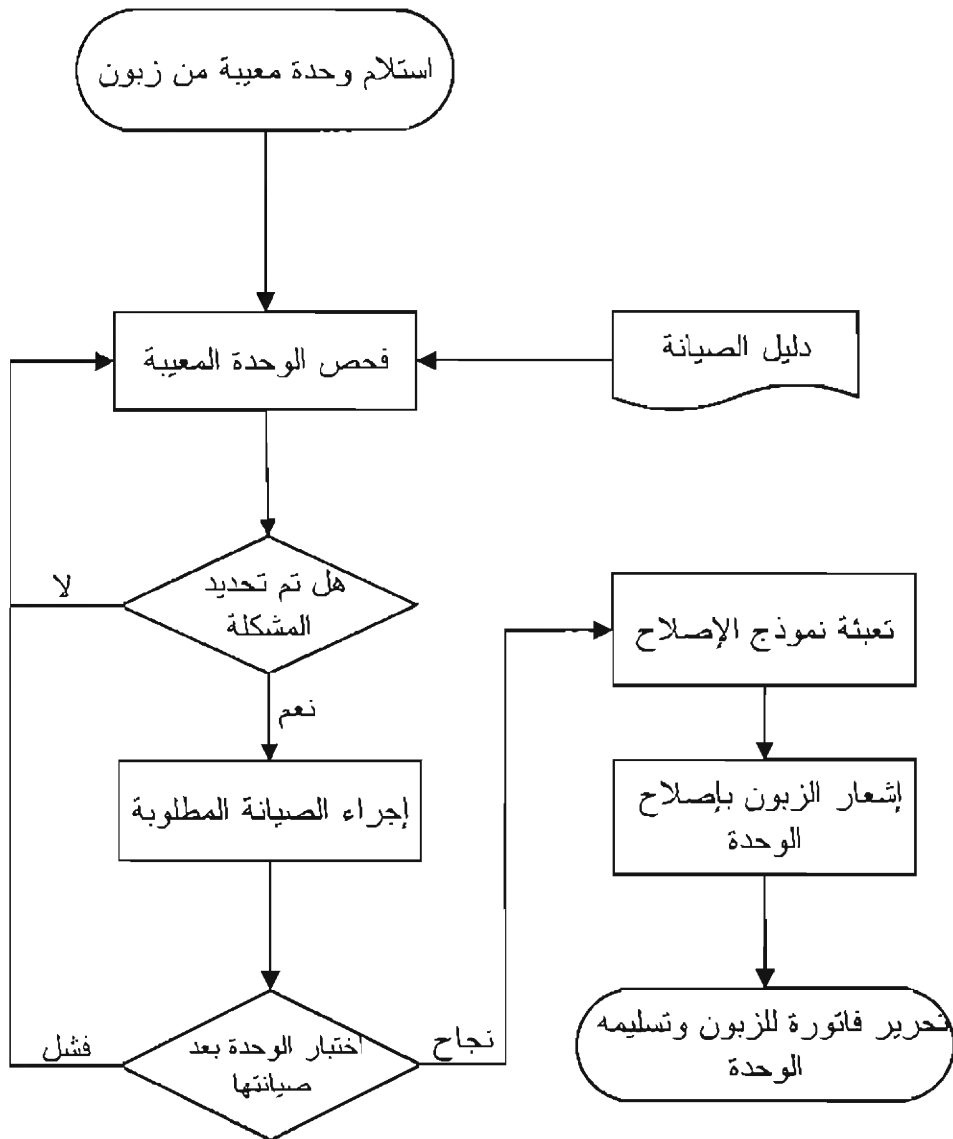 استلام وحدة معيبة من زبون
فحص الوحدة المعيبة
دليل الصيانة
هل تم تحديد
المشكلة
لا
نعم
إجراء الصيانة المطلوبة
اختبار الوحدة بعد
صيانتها
فشل
نجاح
تعبئة نموذج الإصلاح
إشعار الزبون بإصلاح
الوحدة
تحرير فاتورة للزبون وتسليمه
الوحدة